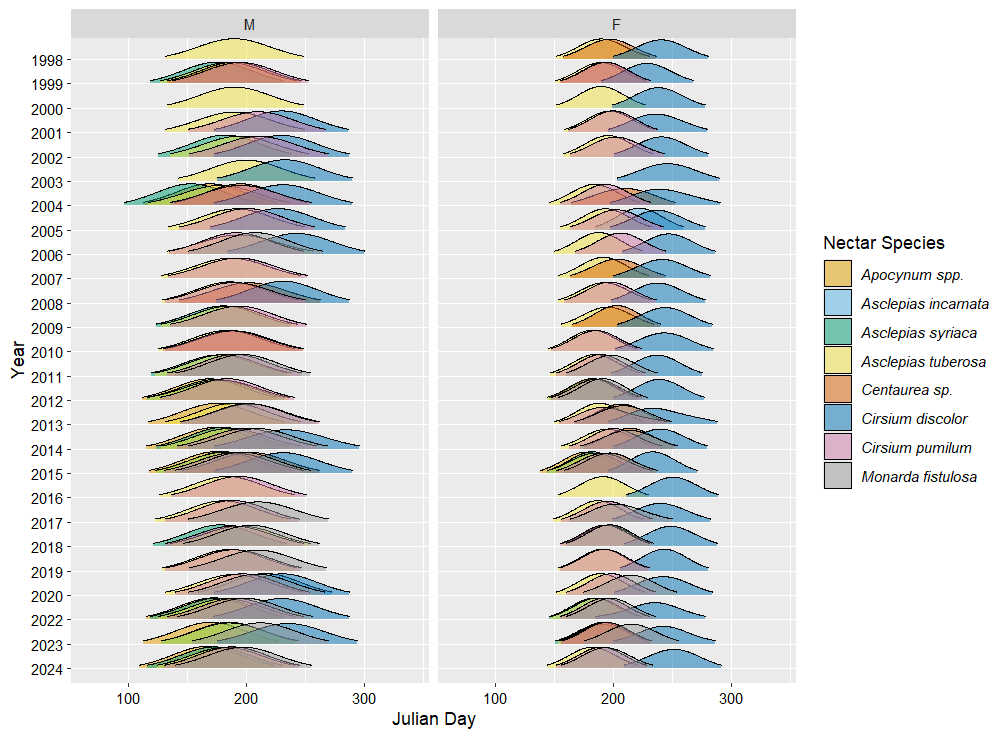 M F
Year
1998
1999
2000
2001
2002
2003
2004
2005
2006
2007
2008
2009
2010
2011
2012
2013
2014
2015
2016
2017
2018
2019
2020
2022
2023
2024
100 200 300 100 200 300
Julian Day
Nectar Species
Apocynum spp.
Asclepias incarnata
Asclepias syriaca
Asclepias tuberosa
Centaurea sp.
Cirsium discolor
Cirsium pumilum
Monarda fistulosa